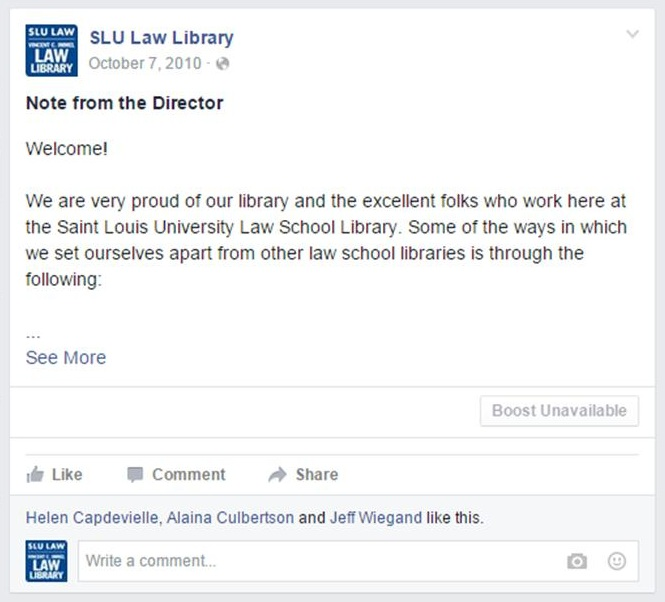 SLU LAW
VINCENT C. IMMEL
LAW
LIBRARY
SLU Law Library
October 7, 2010 ·
Note from the Director
Welcome!
We are very proud of our library and the excellent folks who work here at
the Saint Louis University Law School Library. Some of the ways in which
we set ourselves apart from other law school libraries is through the
following:
...
See More
Boost Unavailable
Like Comment Share
Helen Capdevielle, Alaina Culbertson and Jeff Wiegand like this.
SLU LAW
VINCENT C. IMMEL
LAW
LIBRARY
Write a comment...